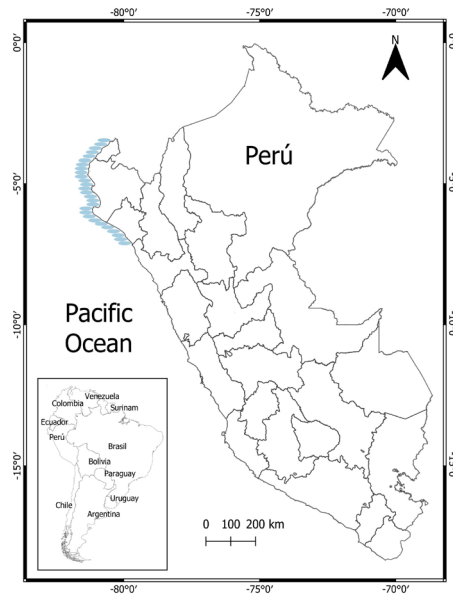 -80°0' -75°0' -70°0'
0°0'
N
Perú
-5°0'
-10°0'
Pacific
Ocean
Venezuela
Colombia
Surinam
Ecuador
Perú
Brasil
Bolivia
Paraguay
Chile
Uruguay
Argentina
-15°0'
0 100 200 km
-80°0' -75°0' -70°0'